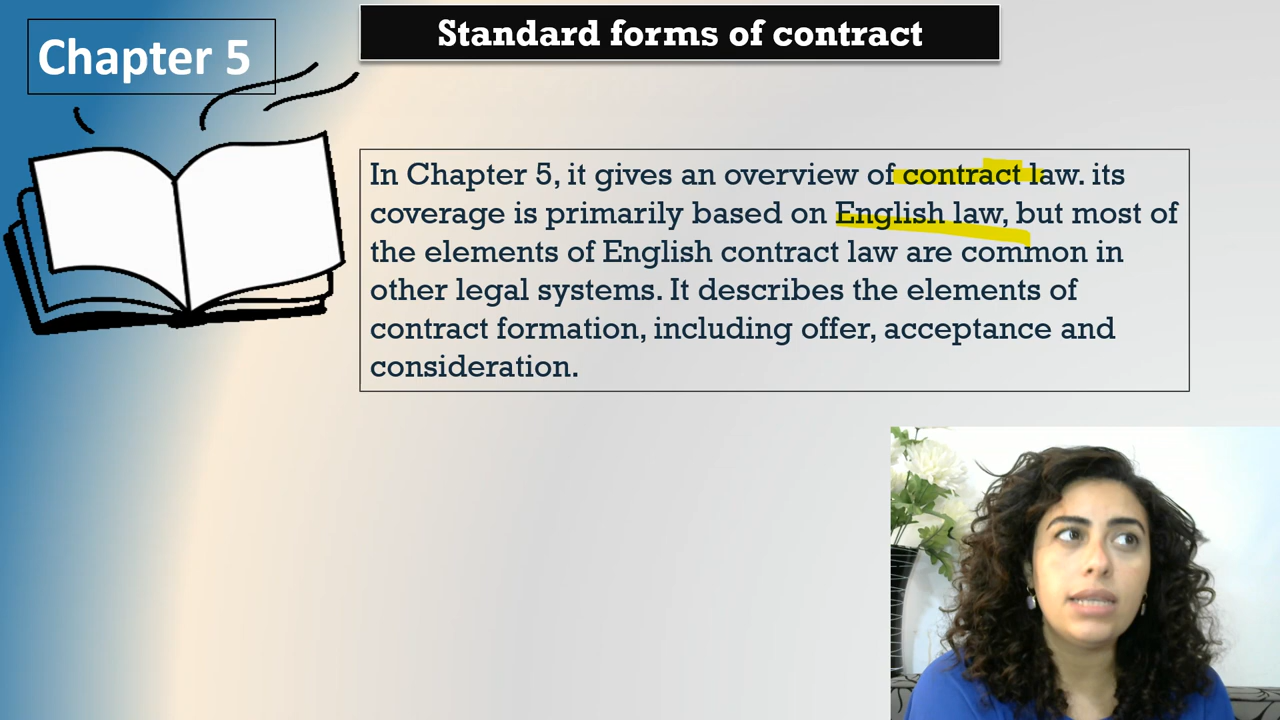 Chapter 5
Standard forms of contract
In Chapter 5, it gives an overview of contract law. its
coverage is primarily based on English law, but most of
the elements of English contract law are common in
other legal systems. It describes the elements of
contract formation, including offer, acceptance and
consideration.